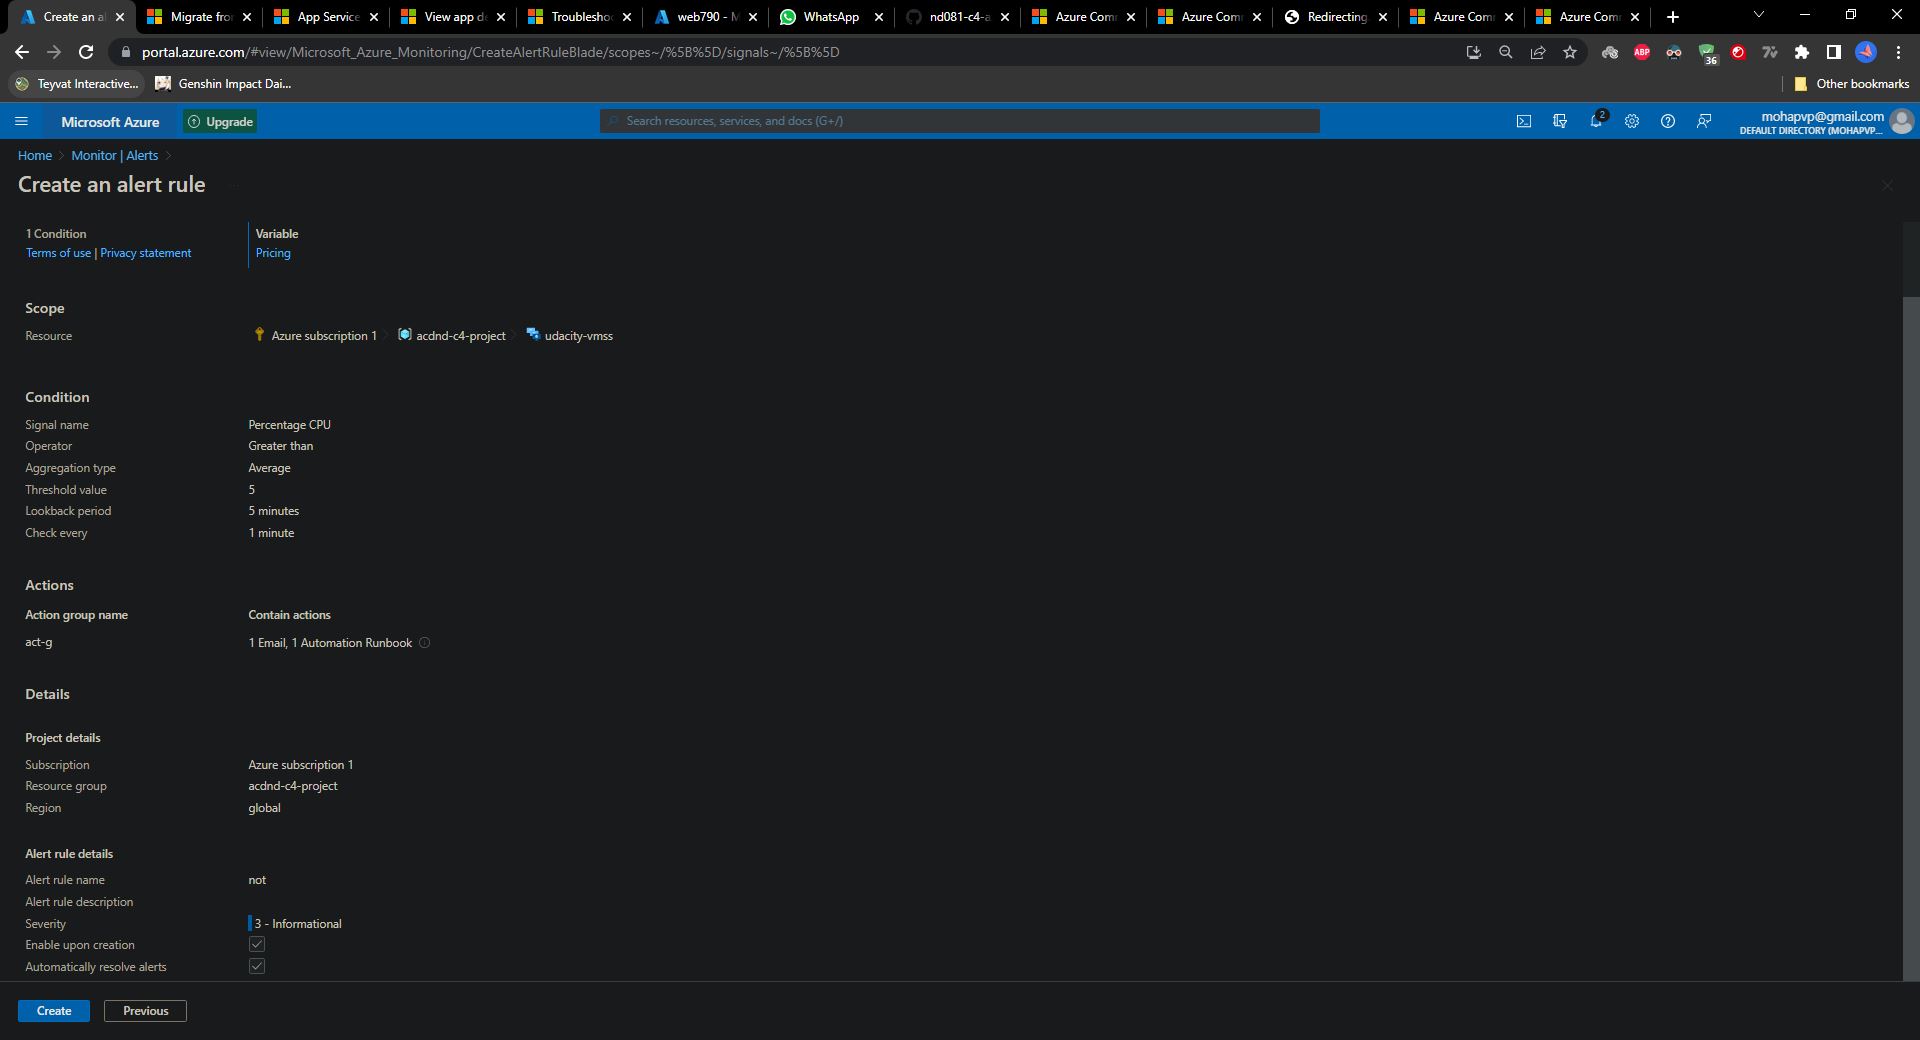 Create an al
Migrate fro
App Service
View app de
Troubleshoo
web790 - M
WhatsApp
nd081-c4-a
Azure Com
Azure Com
Redirecting
Azure Com
Azure Com
portal.azure.com/#view/Microsoft_Azure_Monitoring/CreateAlertRuleBlade/scopes~/%5B%5D/signals~/%5B%5D
ABP
36
Teyvat Interactive...
Genshin Impact Dai...
Other bookmarks
Microsoft Azure
Upgrade
Search resources, services, and docs (G+/)
2
mohapvp@gmail.com
DEFAULT DIRECTORY (MOHAPVP...
Home > Monitor | Alerts >
Create an alert rule ...
1 Condition
Variable
Terms of use | Privacy statement
Pricing
Scope
Resource
Azure subscription 1 > acdnd-c4-project > udacity-vmss
Condition
Signal name Percentage CPU
Operator Greater than
Aggregation type Average
Threshold value 5
Lookback period 5 minutes
Check every 1 minute
Actions
Action group name Contain actions
act-g 1 Email, 1 Automation Runbook
Details
Project details
Subscription Azure subscription 1
Resource group acdnd-c4-project
Region global
Alert rule details
Alert rule name not
Alert rule description
Severity 3 - Informational
Enable upon creation
Automatically resolve alerts
Create
Previous